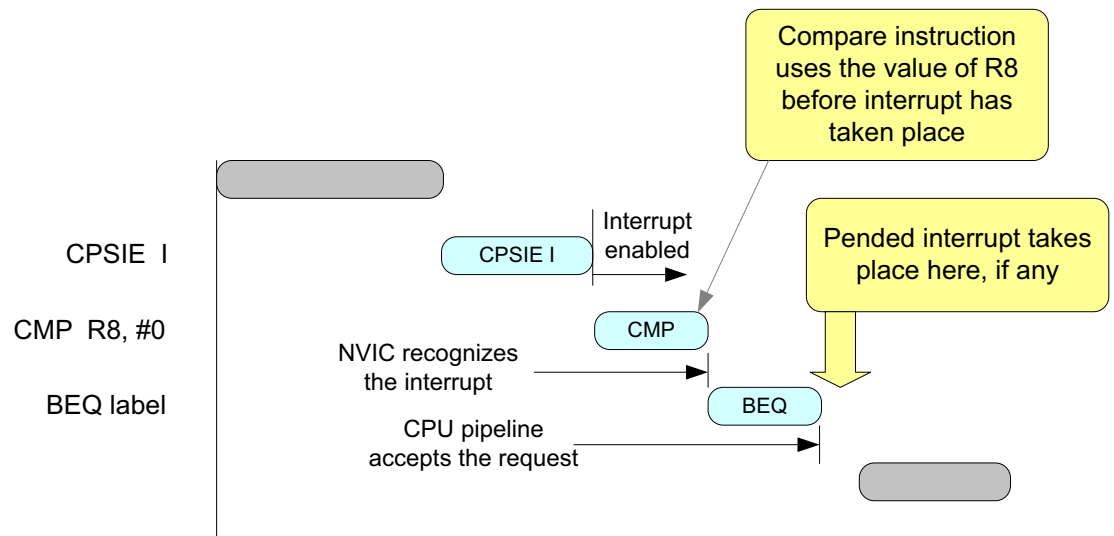 Compare instruction
uses the value of R8
before interrupt has
taken place
Pended interrupt takes
place here, if any
CPSIE I
CPSIE I
Interrupt
enabled
CMP R8, #0
CMP
NVIC recognizes
the interrupt
BEQ label
BEQ
CPU pipeline
accepts the request